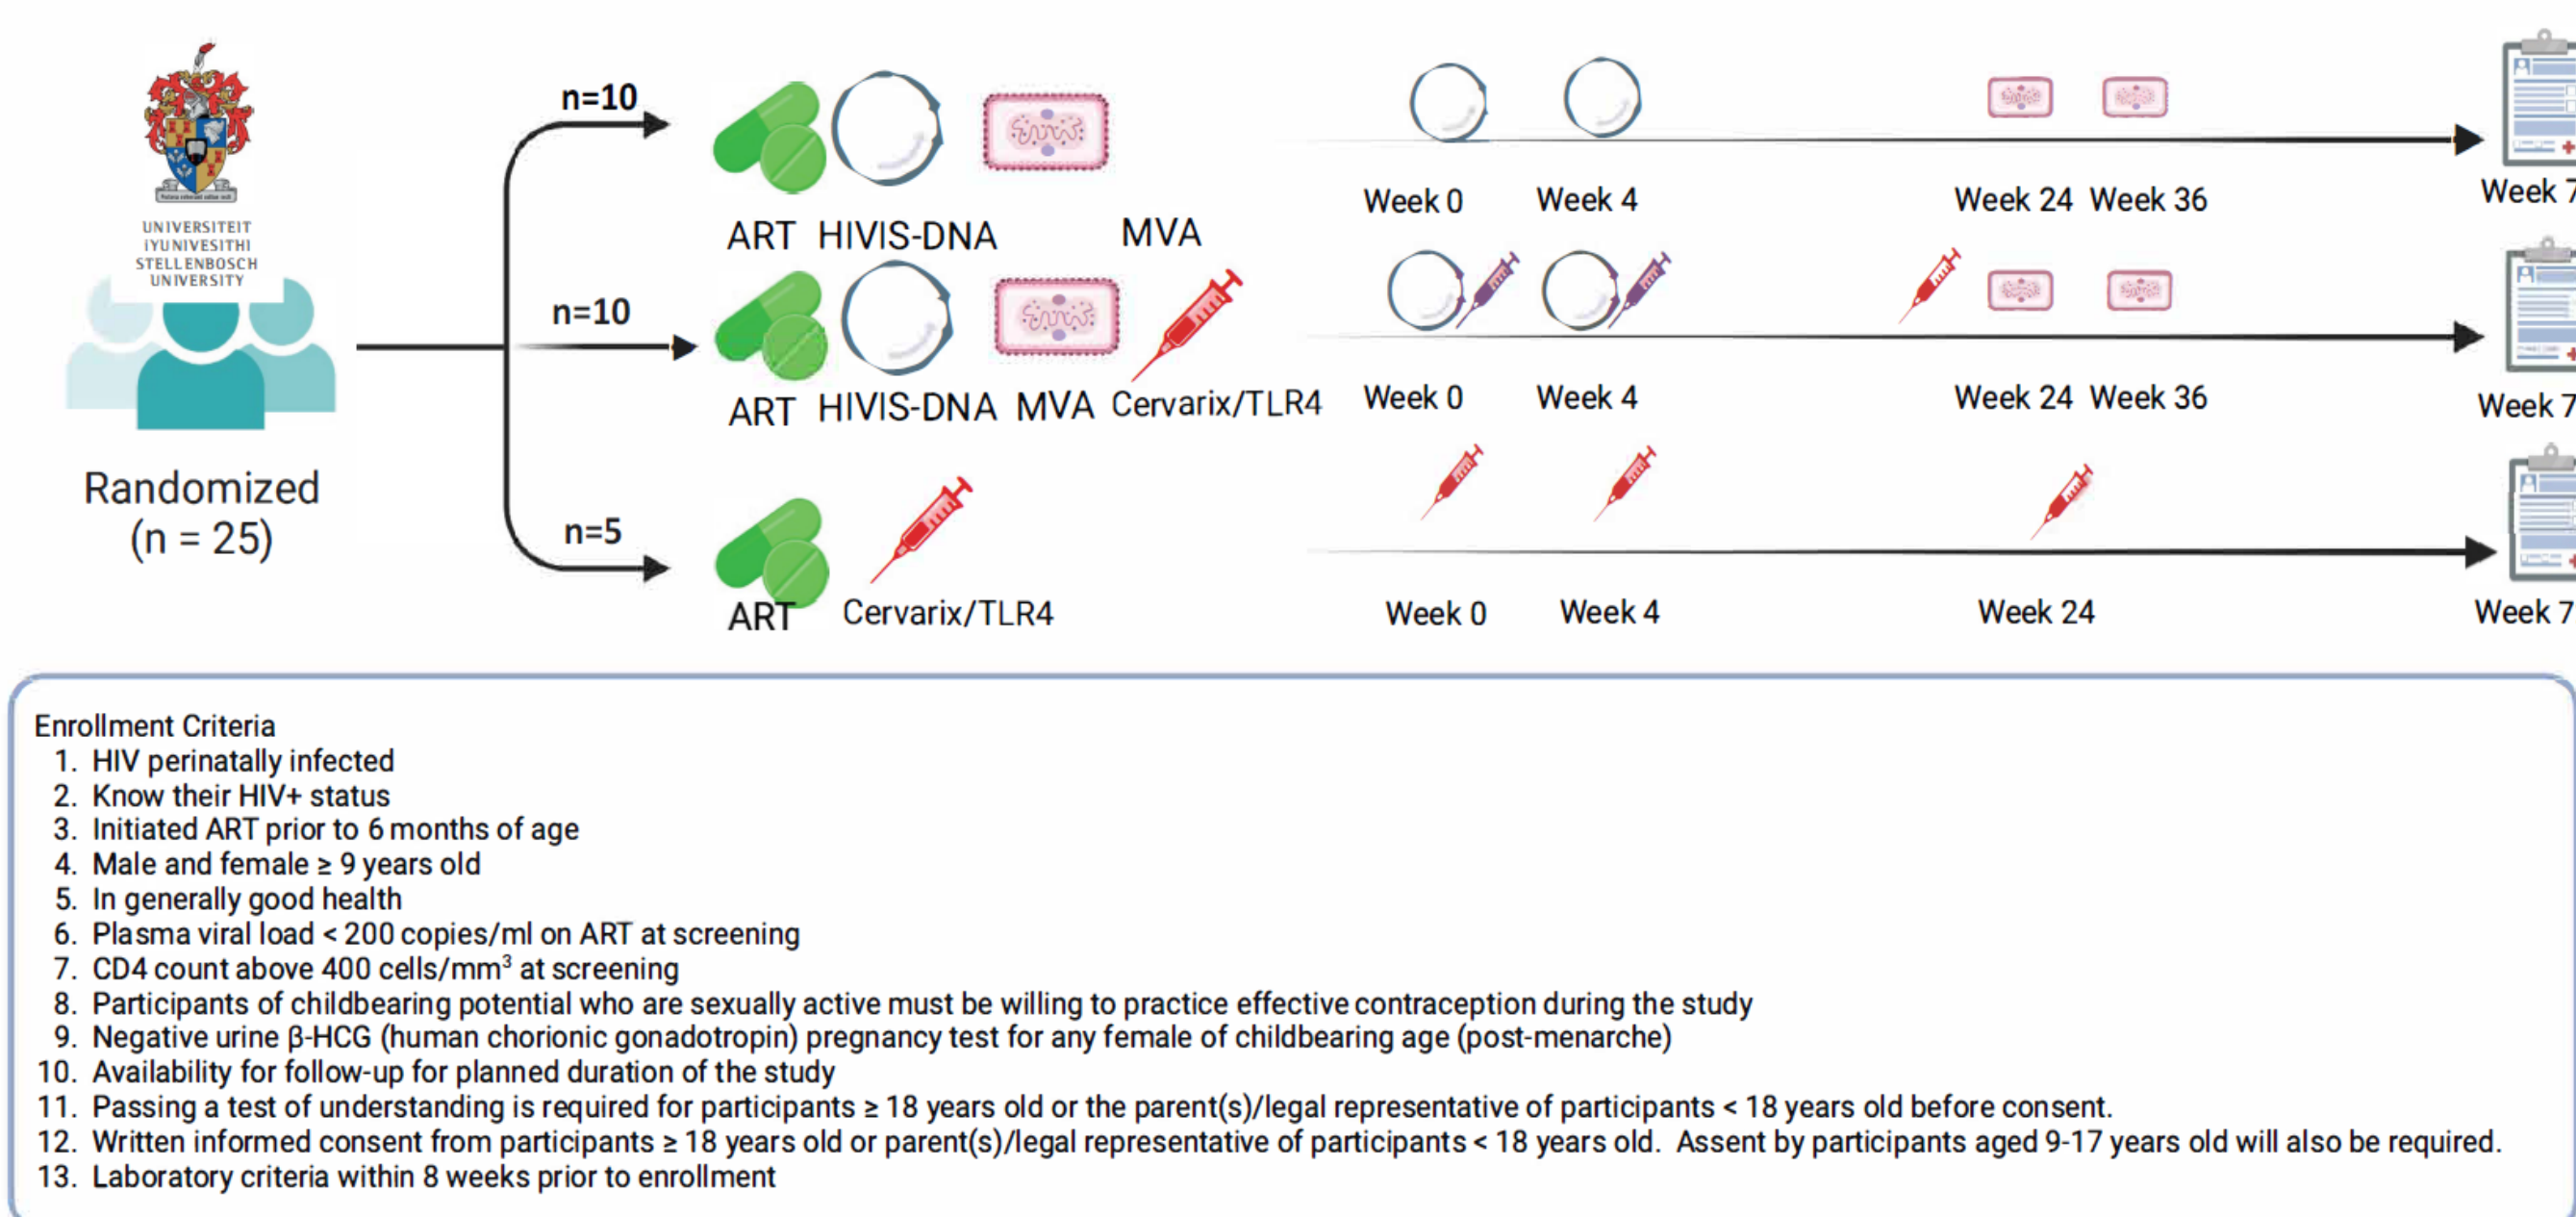 UNIVERSITEIT
iYUNIVESITHI
STELLENBOSCH
UNIVERSITY
Randomized
(n = 25)
n=10
ART HIVIS-DNA MVA
Week 0 Week 4 Week 24 Week 36 Week 7
n=10
ART HIVIS-DNA MVA Cervarix/TLR4
Week 0 Week 4 Week 24 Week 36 Week 7
n=5
ART Cervarix/TLR4
Week 0 Week 4 Week 24 Week 7
Enrollment Criteria
1. HIV perinatally infected
2. Know their HIV+ status
3. Initiated ART prior to 6 months of age
4. Male and female ≥ 9 years old
5. In generally good health
6. Plasma viral load < 200 copies/ml on ART at screening
7. CD4 count above 400 cells/mm³ at screening
8. Participants of childbearing potential who are sexually active must be willing to practice effective contraception during the study
9. Negative urine β-HCG (human chorionic gonadotropin) pregnancy test for any female of childbearing age (post-menarche)
10. Availability for follow-up for planned duration of the study
11. Passing a test of understanding is required for participants ≥ 18 years old or the parent(s)/legal representative of participants < 18 years old before consent.
12. Written informed consent from participants ≥ 18 years old or parent(s)/legal representative of participants < 18 years old. Assent by participants aged 9-17 years old will also be required.
13. Laboratory criteria within 8 weeks prior to enrollment